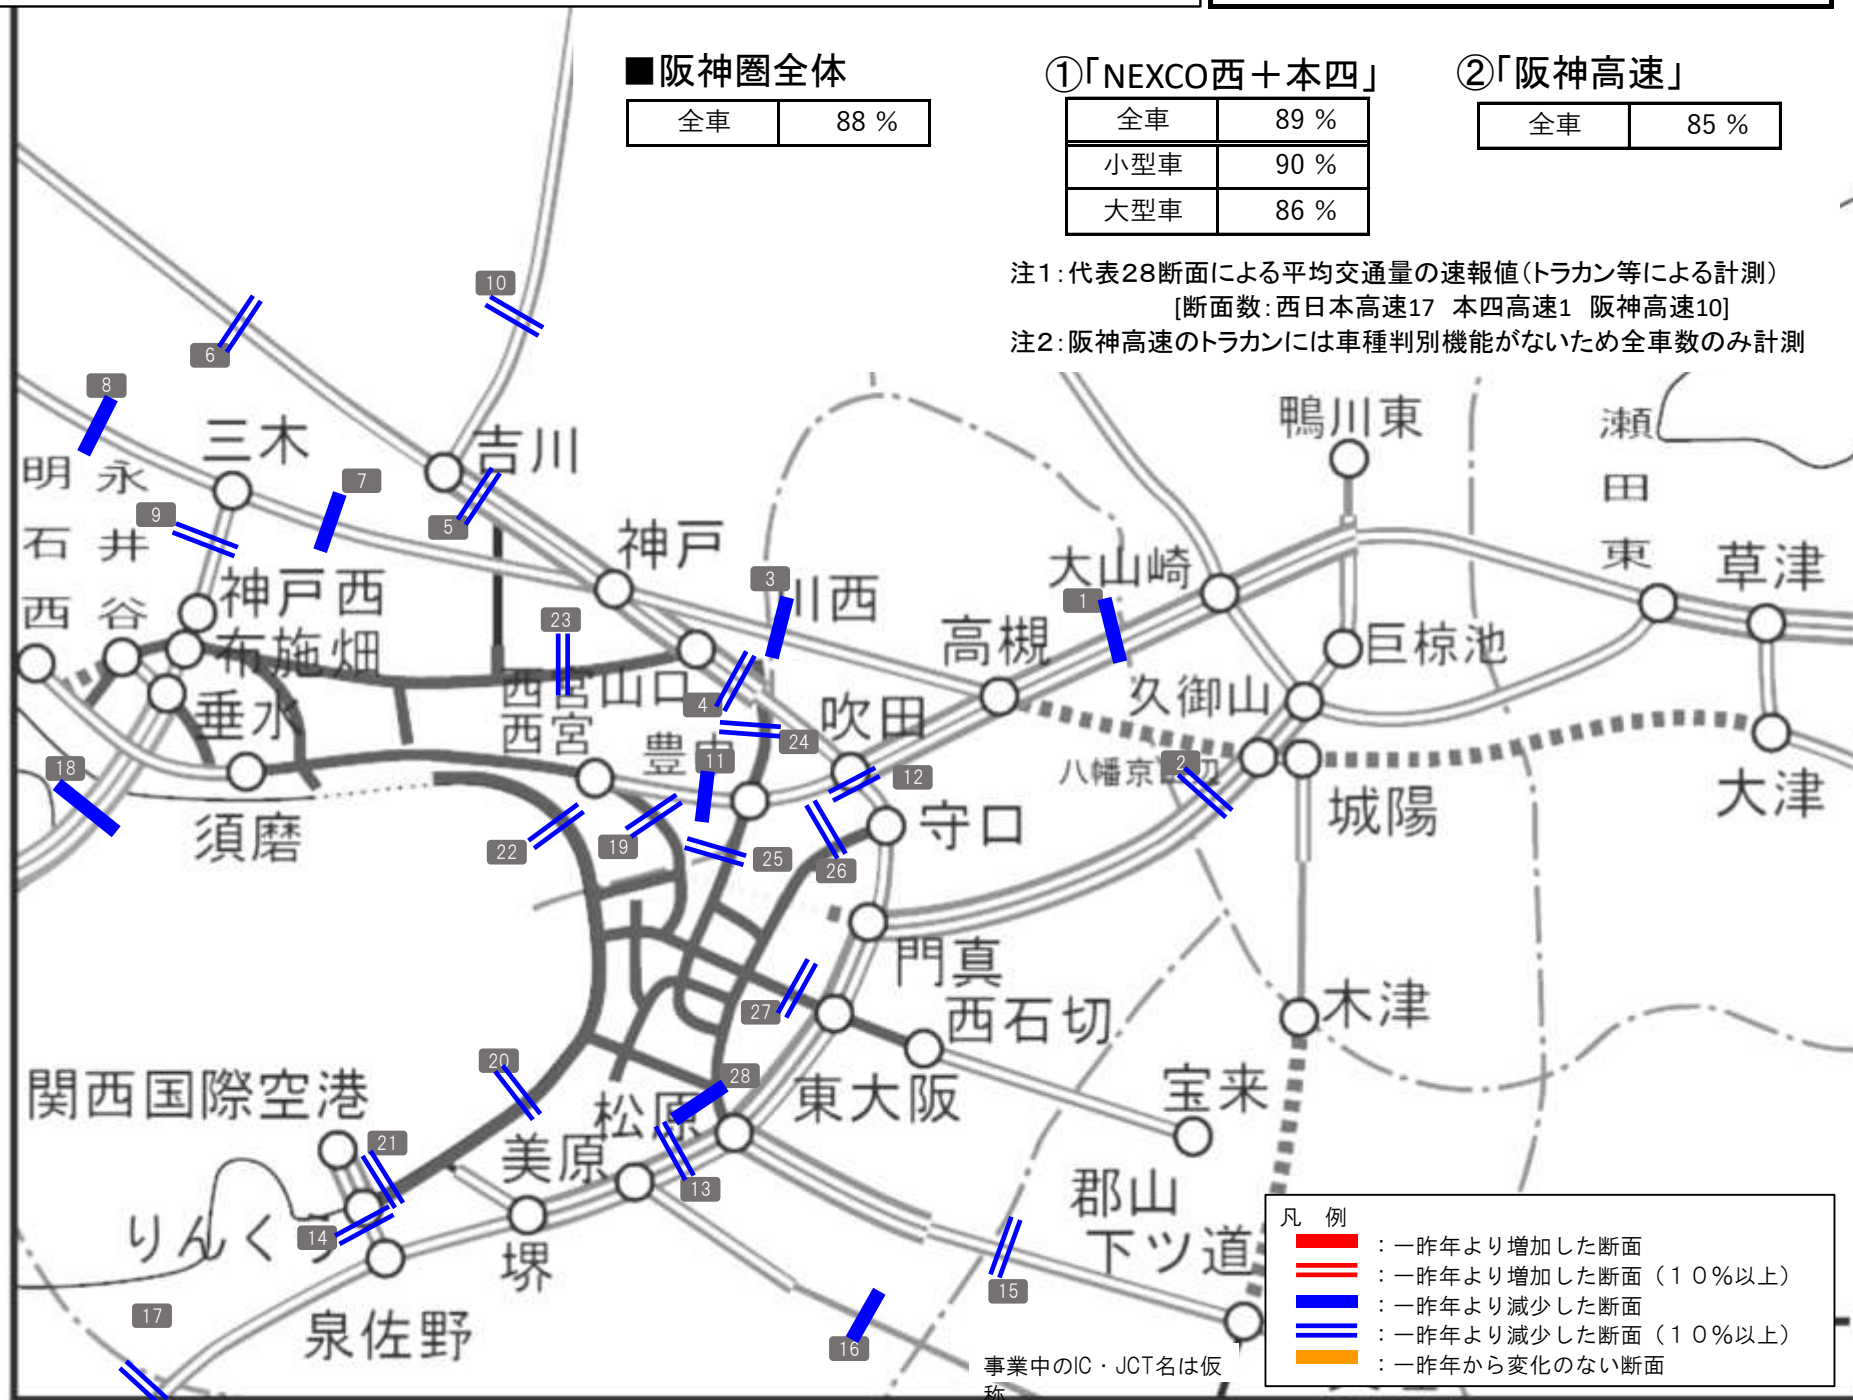 ■阪神圏全体
全車 88 %
①「NEXCO西＋本四」
全車 89 %
小型車 90 %
大型車 86 %
②「阪神高速」
全車 85 %
注１：代表２８断面による平均交通量の速報値（トラカン等による計測）
[断面数：西日本高速17 本四高速1 阪神高速10]
注２：阪神高速のトラカンには車種判別機能がないため全車数のみ計測
10
6
8
三木
吉川
鴨川東
瀬田東
明石西
永井谷
7
9
5
神戸
大山崎
草津
神戸西
3
川西
1
23
布施畑
高槻
巨椋池
西宮山口
4
久御山
垂水
西宮
吹田
24
豊中
11
12
八幡京田辺
2
18
城陽
大津
須磨
守口
22
19
25
26
門真
27
西石切
木津
20
28
関西国際空港
松原
東大阪
宝来
21
美原
13
郡山
14
りんくう
堺
下ツ道
15
17
泉佐野
16
事業中のIC・JCT名は仮
称
凡　例
：一昨年より増加した断面
：一昨年より増加した断面（１０％以上）
：一昨年より減少した断面
：一昨年より減少した断面（１０％以上）
：一昨年から変化のない断面